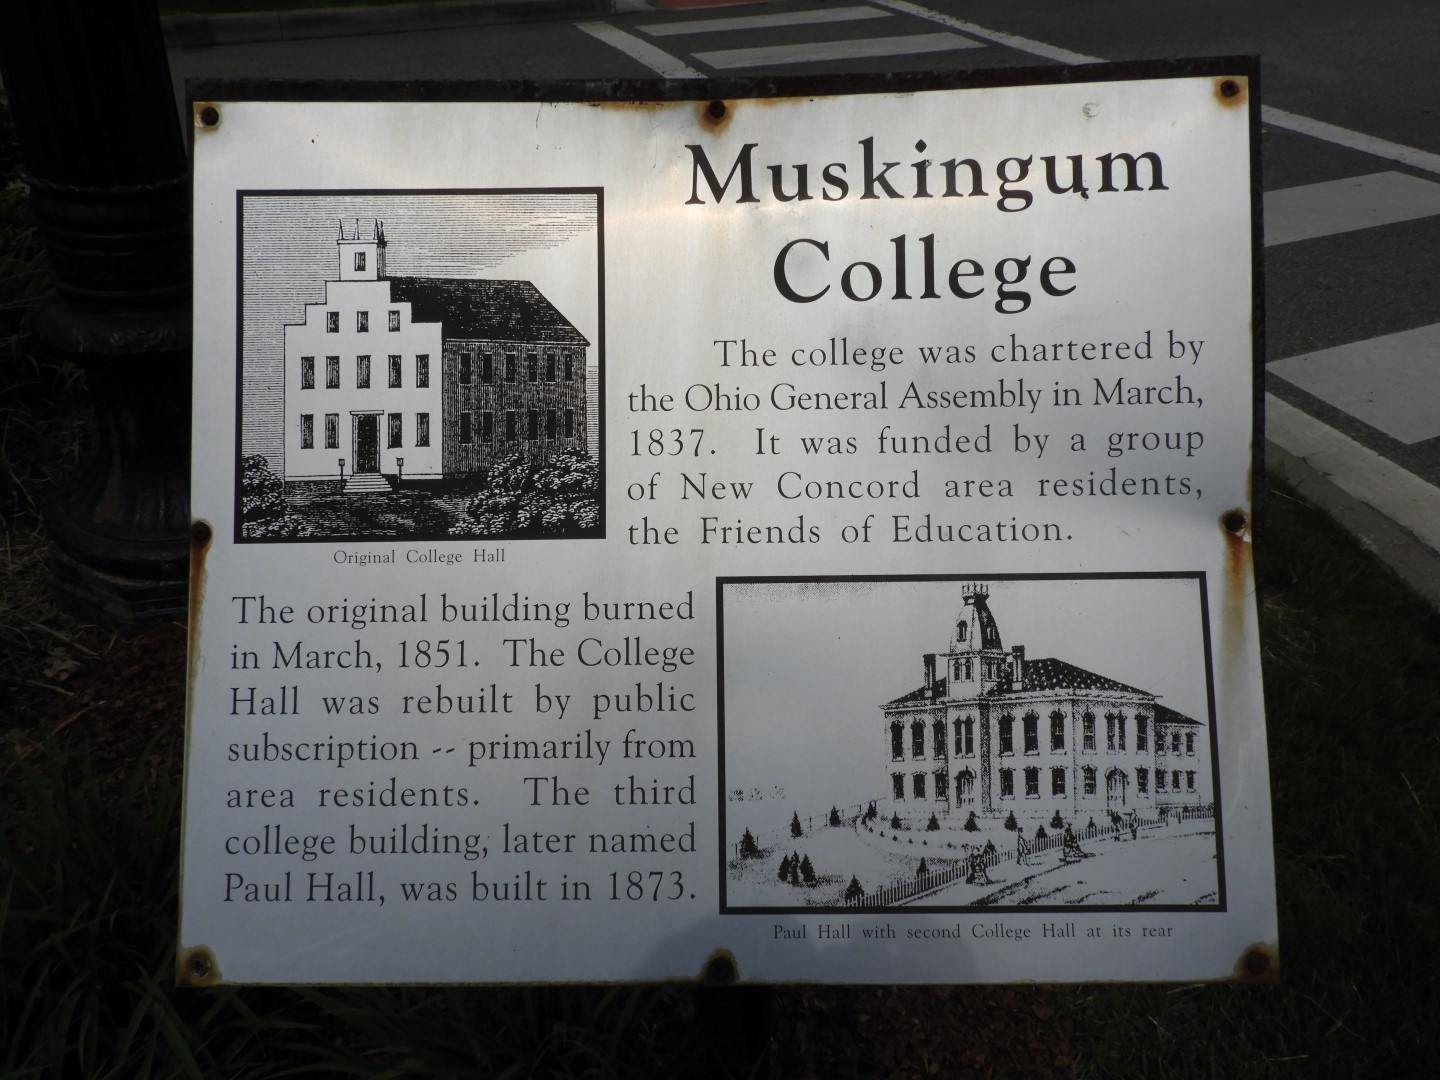 Muskingum
College
The college was chartered by
the Ohio General Assembly in March,
1837. It was funded by a group
of New Concord area residents,
the Friends of Education.
Original College Hall
The original building burned
in March, 1851. The College
Hall was rebuilt by public
subscription -- primarily from
area residents. The third
college building, later named
Paul Hall, was built in 1873.
Paul Hall with second College Hall at its rear